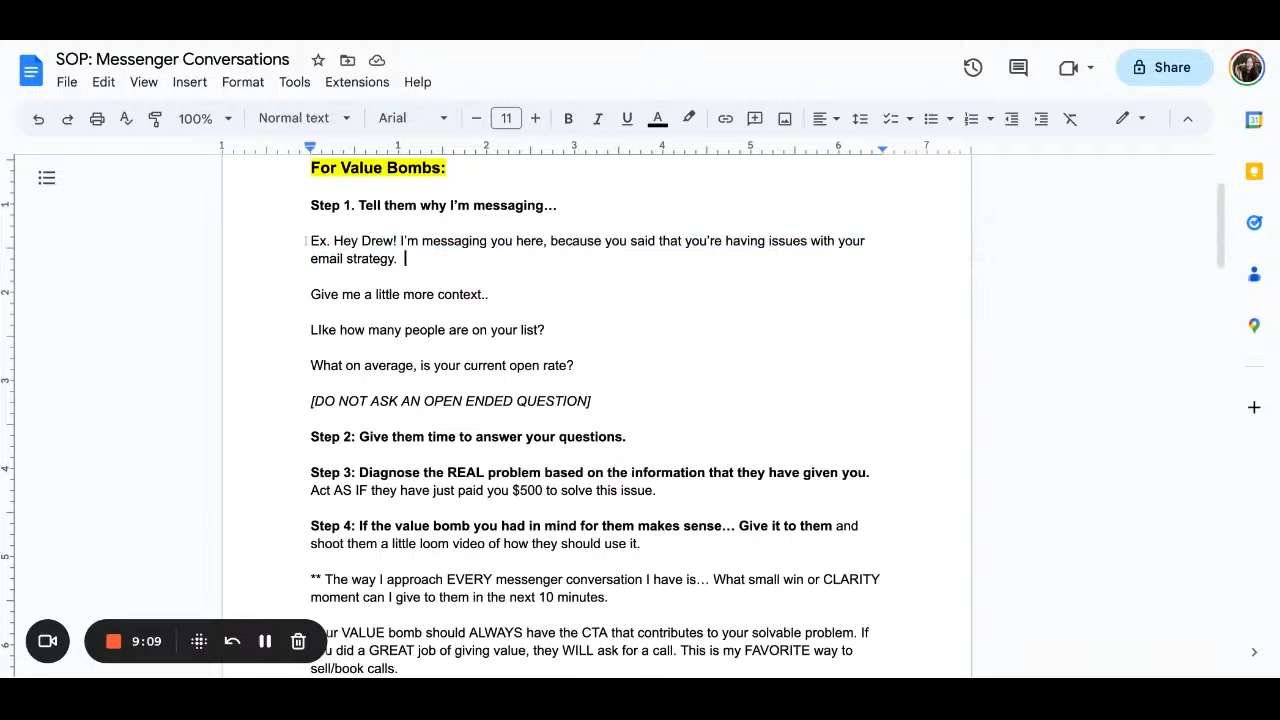 SOP: Messenger Conversations
File Edit View Insert Format Tools Extensions Help
Share
100% Normal text Arial 11
1 1 2 3 4 5 6 7
For Value Bombs:
Step 1. Tell them why I'm messaging…
Ex. Hey Drew! I'm messaging you here, because you said that you're having issues with your
email strategy.
Give me a little more context..
LIke how many people are on your list?
What on average, is your current open rate?
[DO NOT ASK AN OPEN ENDED QUESTION]
Step 2: Give them time to answer your questions.
Step 3: Diagnose the REAL problem based on the information that they have given you.
Act AS IF they have just paid you $500 to solve this issue.
Step 4: If the value bomb you had in mind for them makes sense… Give it to them and
shoot them a little loom video of how they should use it.
** The way I approach EVERY messenger conversation I have is… What small win or CLARITY
moment can I give to them in the next 10 minutes.
VALUE bomb should ALWAYS have the CTA that contributes to your solvable problem. If
did a GREAT job of giving value, they WILL ask for a call. This is my FAVORITE way to
sell/book calls.
9:09